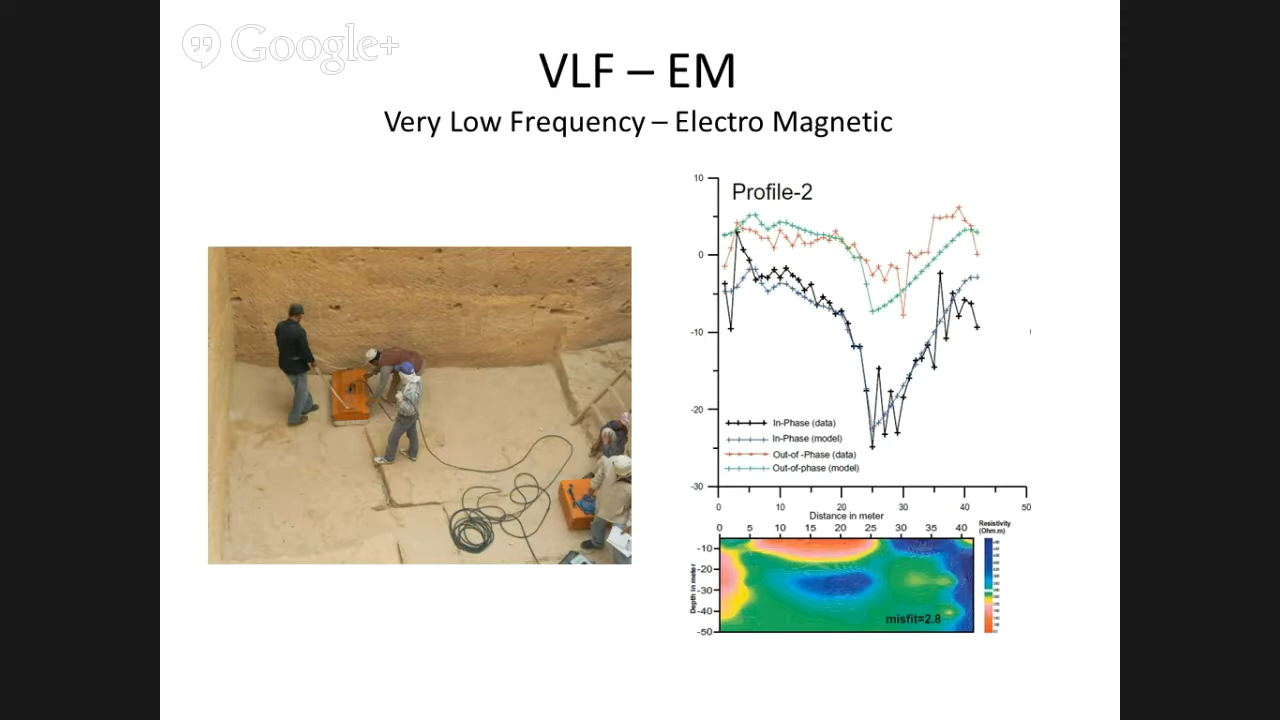 Google+
VLF – EM
Very Low Frequency – Electro Magnetic
Profile-2
10
0
-10
-20
-30
In-Phase (data)
In-Phase (model)
Out-of -Phase (data)
Out-of-phase (model)
0 10 20 30 40 50
Distance in meter
0 5 10 15 20 25 30 35 40
Resistivity
(Ohm.m)
-10
-20
-30
-40
-50
Depth in meter
misfit=2.8